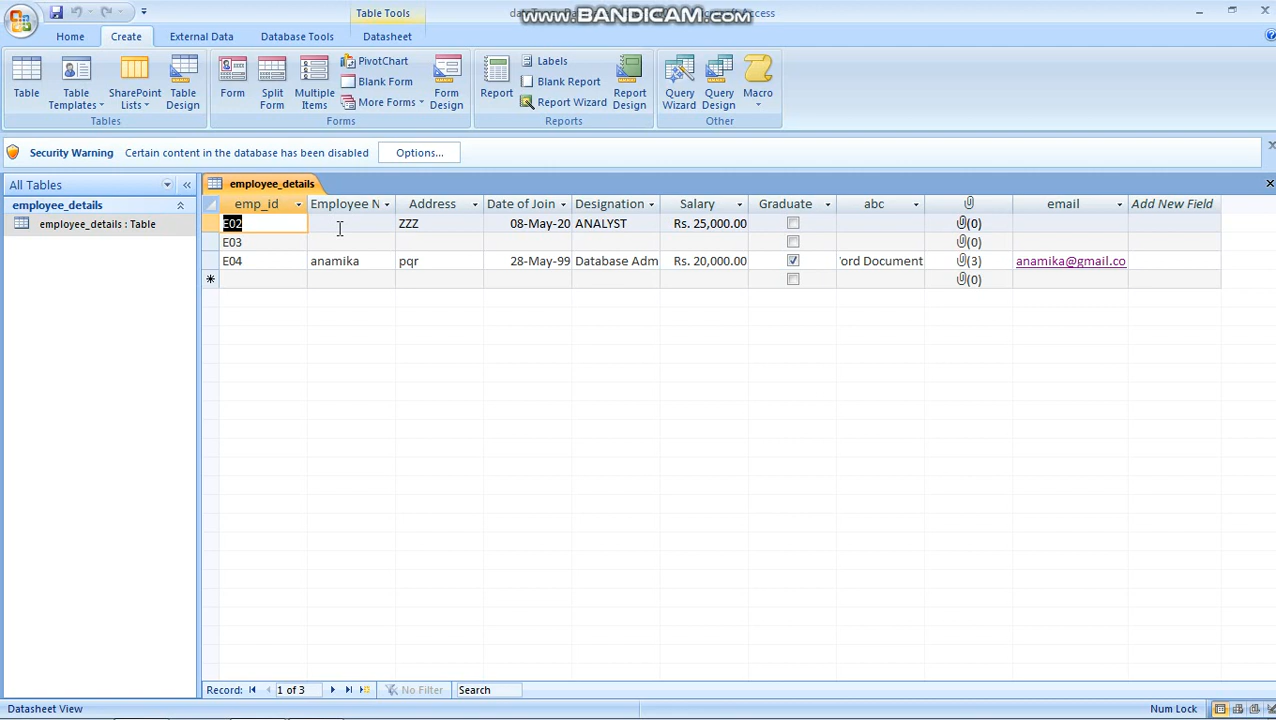 Table Tools
www.BANDICAM.com
Access
Home Create External Data Database Tools Datasheet
Table
Table Templates
SharePoint Lists
Table Design
Tables
Form
Split Form
Multiple Items
PivotChart
Blank Form
More Forms
Form Design
Forms
Report
Labels
Blank Report
Report Wizard
Report Design
Reports
Query Wizard
Query Design
Macro
Other
Security Warning Certain content in the database has been disabled Options...
All Tables «
employee_details
employee_details : Table
employee_details
emp_id Employee N Address Date of Join Designation Salary Graduate abc email Add New Field
E02 ZZZ 08-May-20 ANALYST Rs. 25,000.00 (0)
E03 (0)
E04 anamika pqr 28-May-99 Database Adm Rs. 20,000.00 ord Document (3) anamika@gmail.co
* (0)
Record: 1 of 3 No Filter Search
Datasheet View Num Lock